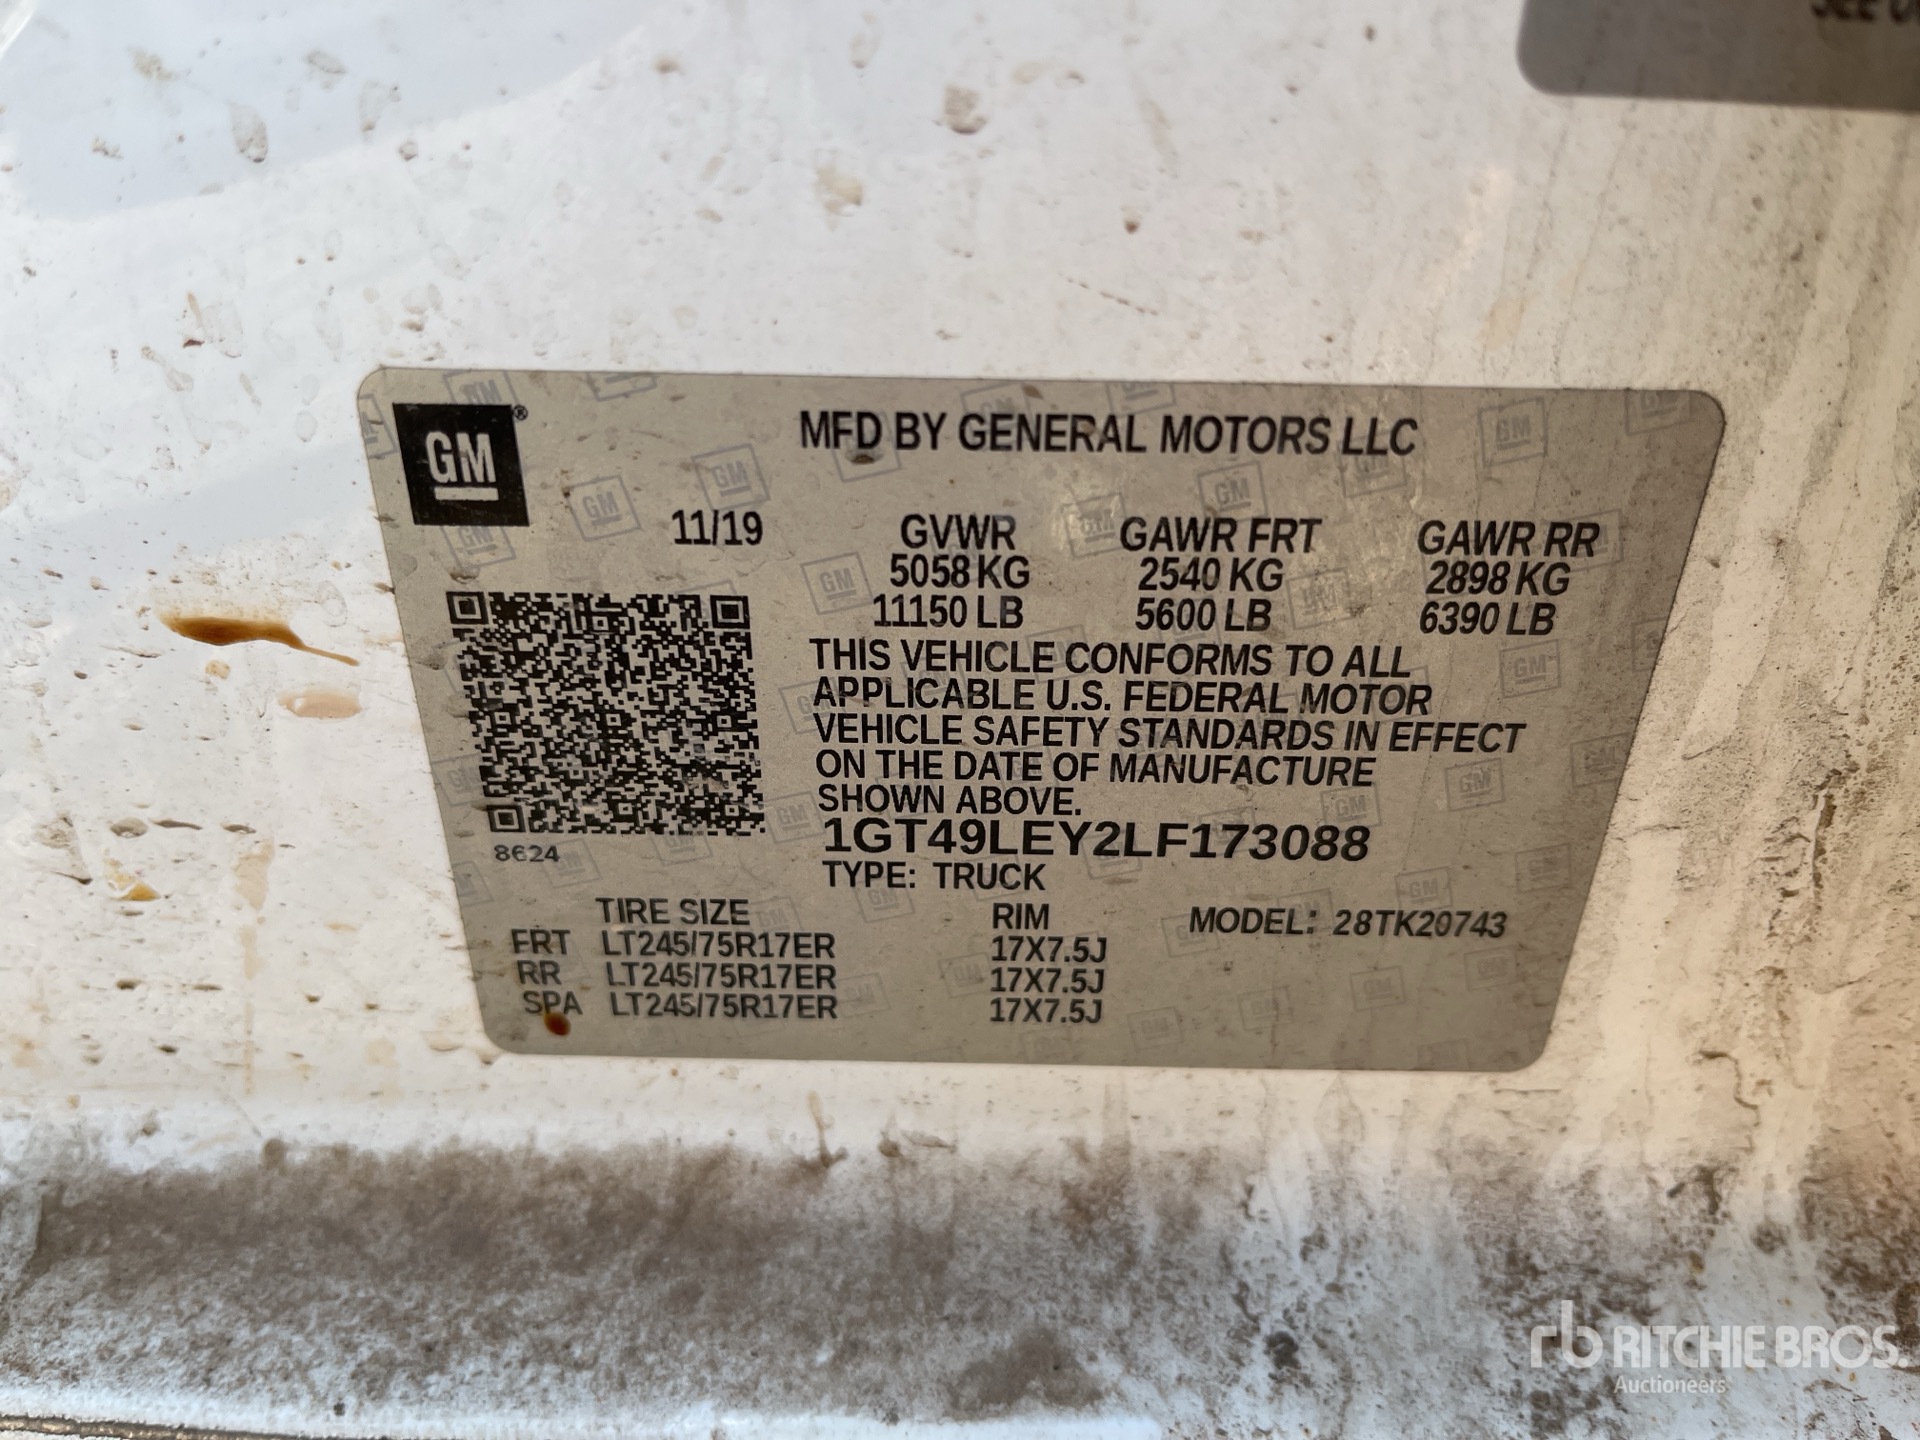 GM®
MFD BY GENERAL MOTORS LLC
11/19 GVWR GAWR FRT GAWR RR
5058 KG 2540 KG 2898 KG
11150 LB 5600 LB 6390 LB
THIS VEHICLE CONFORMS TO ALL
APPLICABLE U.S. FEDERAL MOTOR
VEHICLE SAFETY STANDARDS IN EFFECT
ON THE DATE OF MANUFACTURE
SHOWN ABOVE.
1GT49LEY2LF173088
8624
TYPE: TRUCK
TIRE SIZE RIM MODEL: 28TK20743
FRT LT245/75R17ER 17X7.5J
RR LT245/75R17ER 17X7.5J
SPA LT245/75R17ER 17X7.5J
rb RITCHIE BROS.
Auctioneers